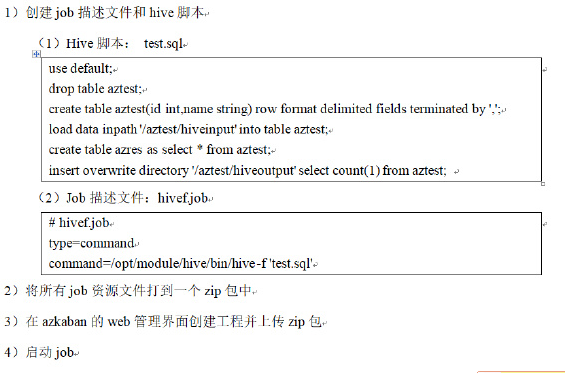 1）创建 job 描述文件和 hive 脚本
（1）Hive 脚本： test.sql
use default;
drop table aztest;
create table aztest(id int,name string) row format delimited fields terminated by ',';
load data inpath '/aztest/hiveinput' into table aztest;
create table azres as select * from aztest;
insert overwrite directory '/aztest/hiveoutput' select count(1) from aztest;
（2）Job 描述文件：hivef.job
# hivef.job
type=command
command=/opt/module/hive/bin/hive -f 'test.sql'
2）将所有 job 资源文件打到一个 zip 包中
3）在 azkaban 的 web 管理界面创建工程并上传 zip 包
4）启动 job